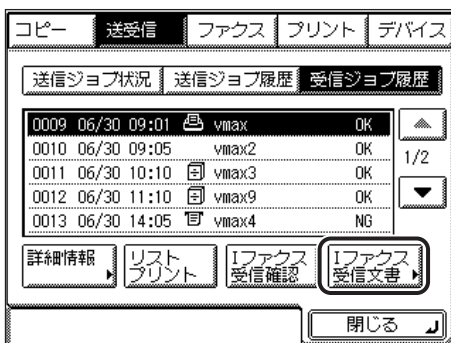 コピー 送受信 ファクス プリント デバイス
送信ジョブ状況 送信ジョブ履歴 受信ジョブ履歴
0009 06/30 09:01 vmax OK
0010 06/30 09:05 vmax2 OK
0011 06/30 10:10 vmax3 OK
0012 06/30 11:10 vmax9 OK
0013 06/30 14:05 vmax4 NG
1/2
詳細情報 リストプリント Iファクス受信確認 Iファクス受信文書
閉じる